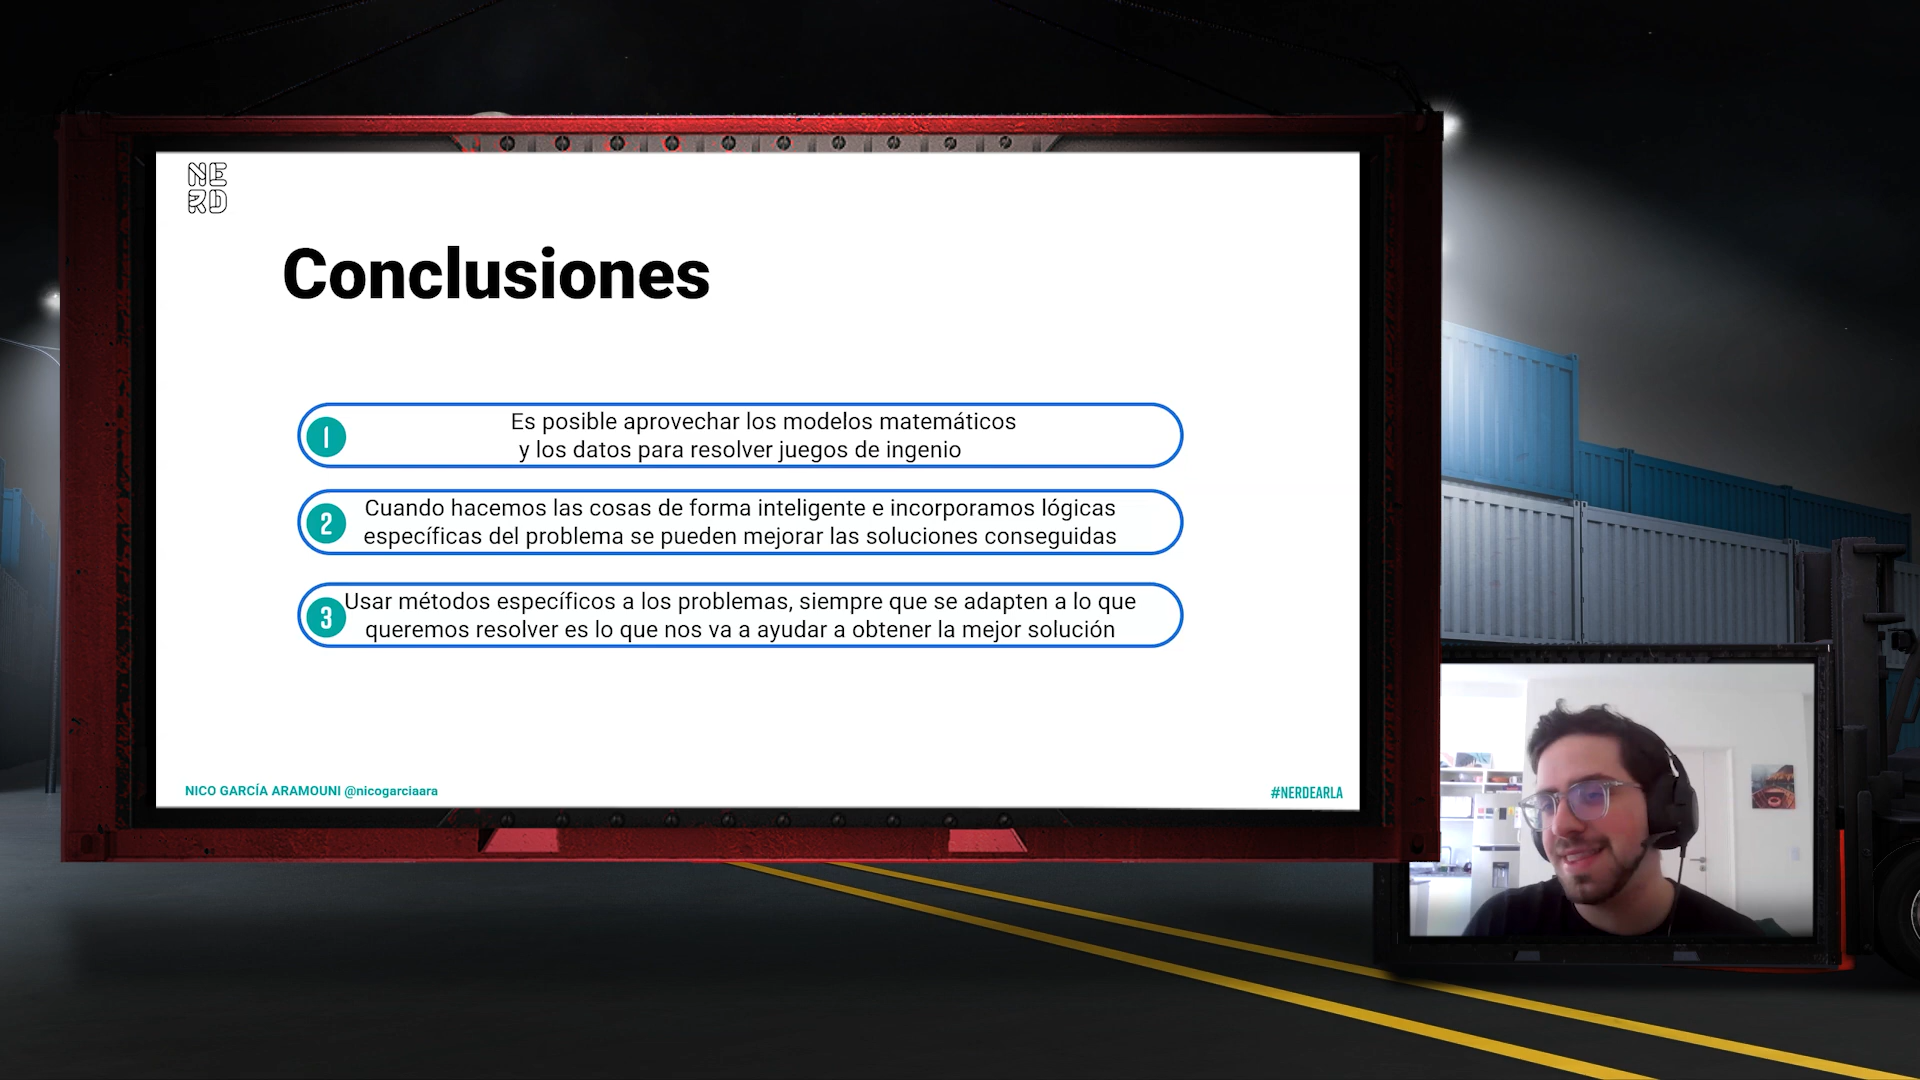 NE
RD
Conclusiones
1
Es posible aprovechar los modelos matemáticos
y los datos para resolver juegos de ingenio
2
Cuando hacemos las cosas de forma inteligente e incorporamos lógicas
específicas del problema se pueden mejorar las soluciones conseguidas
3
Usar métodos específicos a los problemas, siempre que se adapten a lo que
queremos resolver es lo que nos va a ayudar a obtener la mejor solución
NICO GARCÍA ARAMOUNI @nicogarciaara
#NERDEARLA